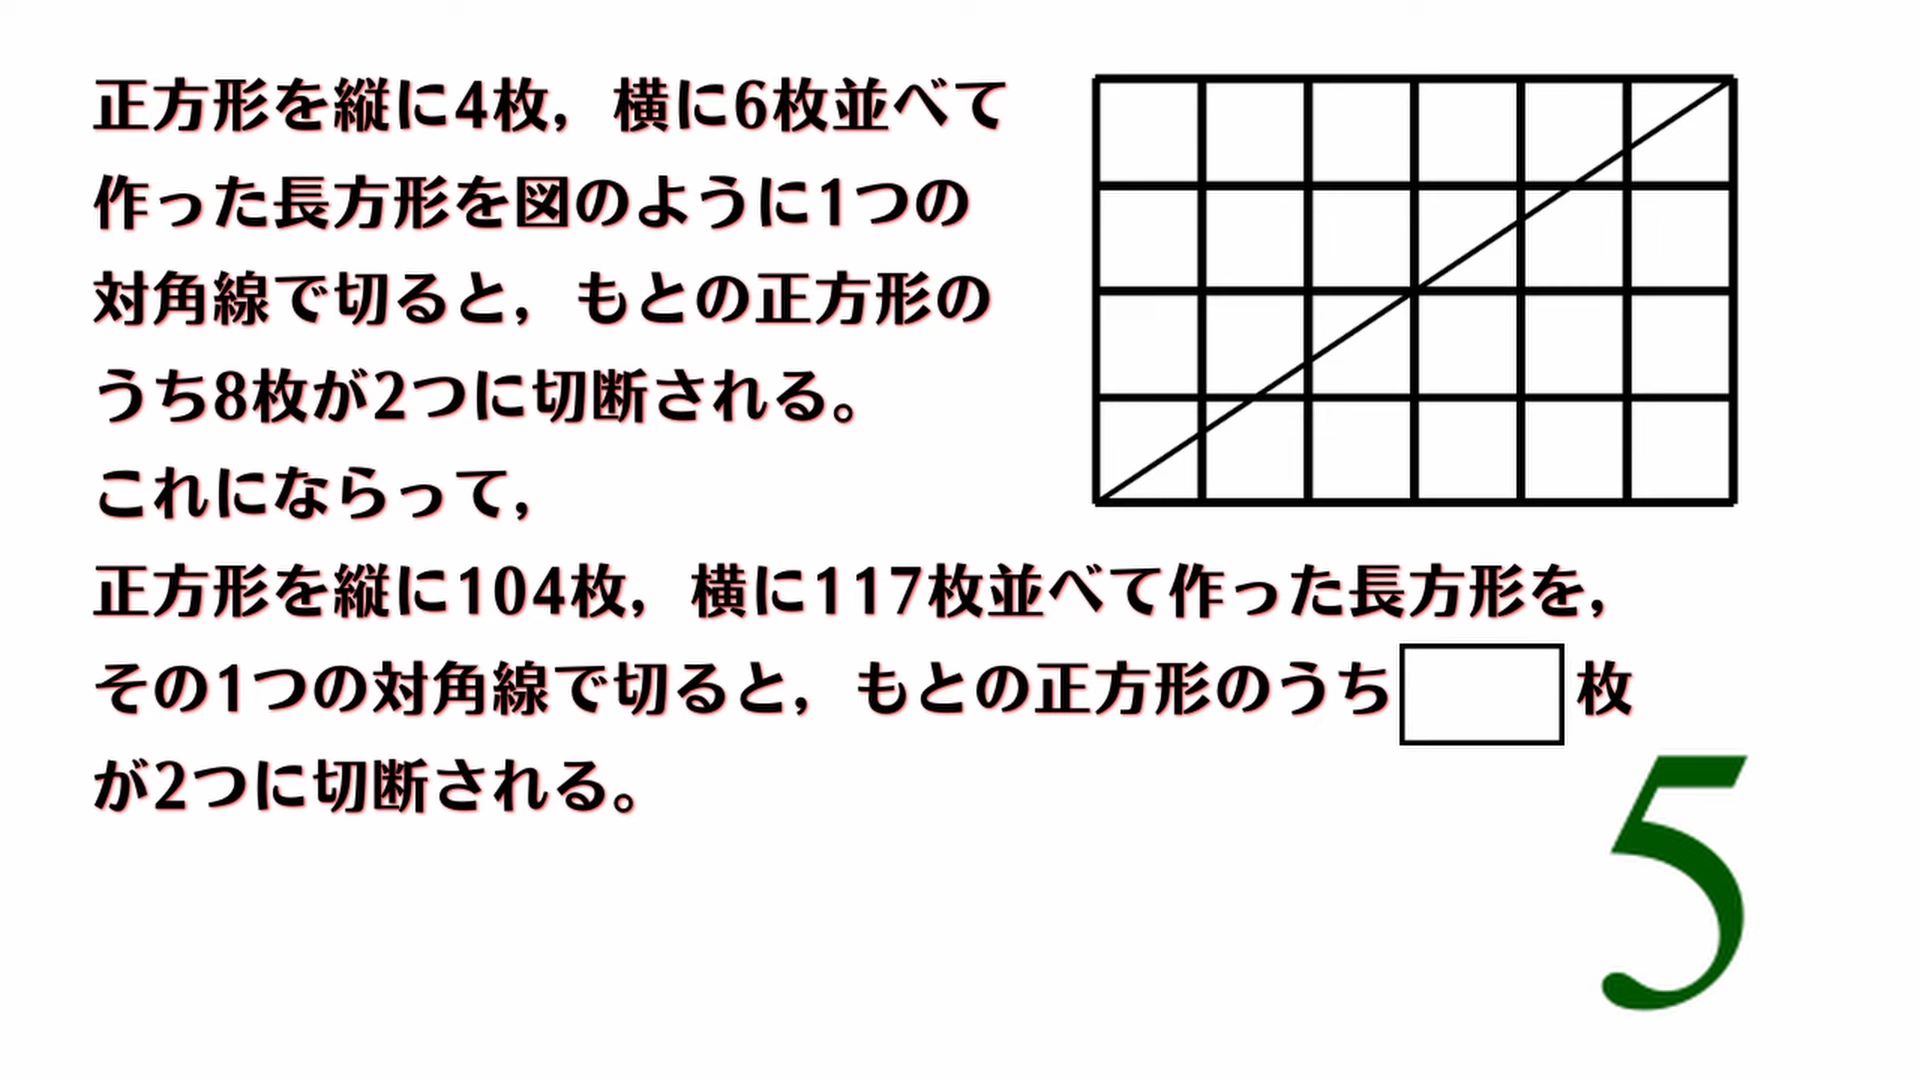 正方形を縦に4枚，横に6枚並べて
作った長方形を図のように1つの
対角線で切ると，もとの正方形の
うち8枚が2つに切断される。
これにならって，
正方形を縦に104枚，横に117枚並べて作った長方形を，
その1つの対角線で切ると，もとの正方形のうち 枚
が2つに切断される。
5